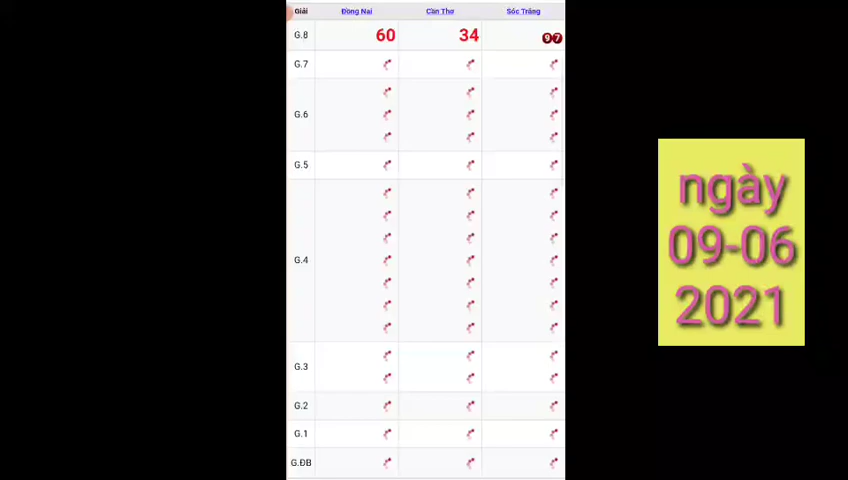 Giải Đồng Nai Cần Thơ Sóc Trăng
G.8 60 34 97
G.7
G.6
G.5
G.4
G.3
G.2
G.1
G.ĐB
ngày
09-06
2021